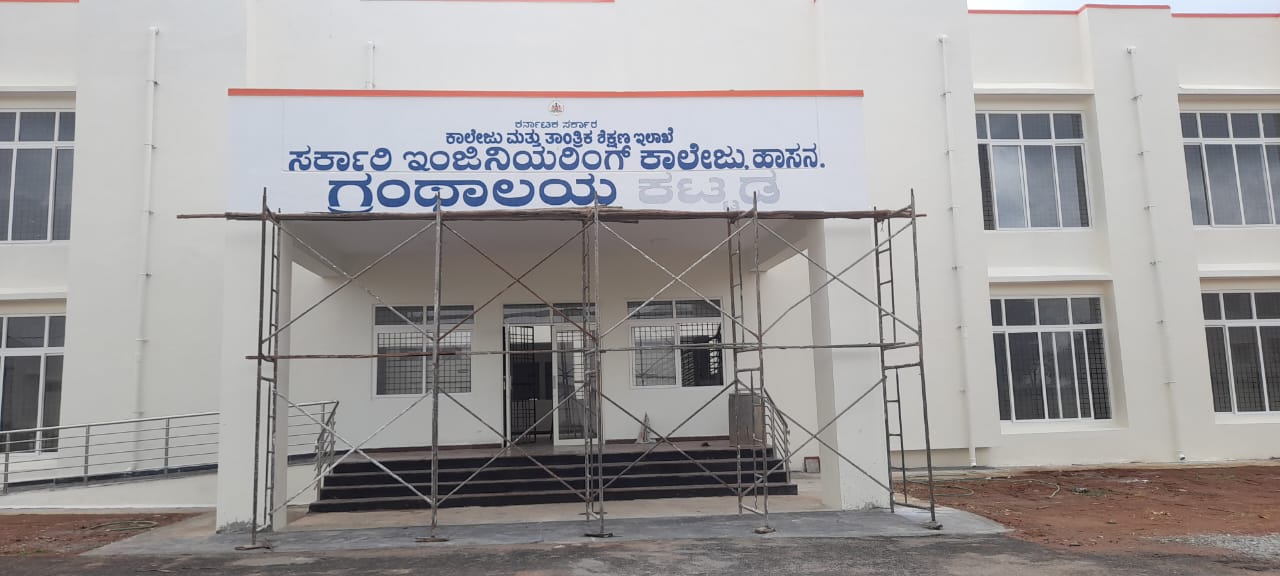 ಕರ್ನಾಟಕ ಸರ್ಕಾರ
ಕಾಲೇಜು ಮತ್ತು ತಾಂತ್ರಿಕ ಶಿಕ್ಷಣ ಇಲಾಖೆ
ಸರ್ಕಾರಿ ಇಂಜಿನಿಯರಿಂಗ್ ಕಾಲೇಜು, ಹಾಸನ.
ಗ್ರಂಥಾಲಯ ಕಟ್ಟಡ